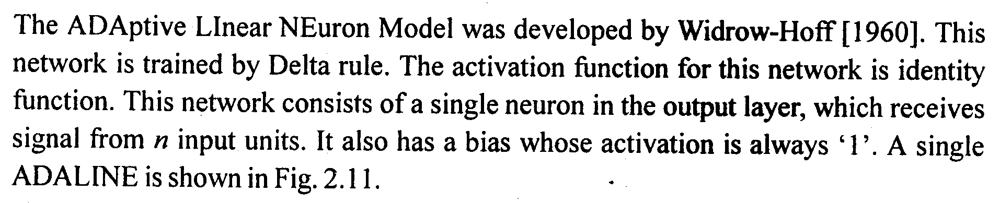 The ADAptive LInear NEuron Model was developed by Widrow-Hoff [1960]. This
network is trained by Delta rule. The activation function for this network is identity
function. This network consists of a single neuron in the output layer, which receives
signal from n input units. It also has a bias whose activation is always ‘1’. A single
ADALINE is shown in Fig. 2.11.